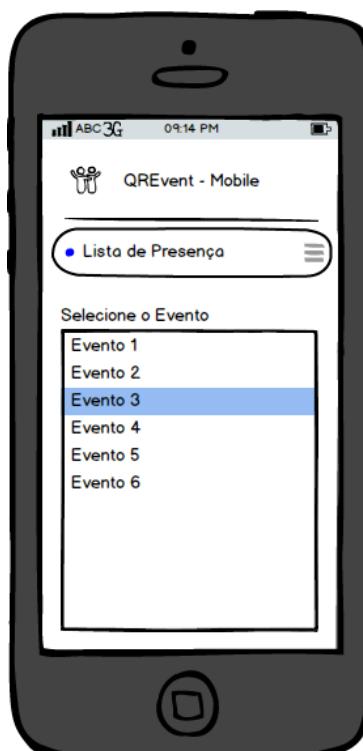 ABC 3G 09:14 PM
QREvent - Mobile
Lista de Presença
Selecione o Evento
Evento 1
Evento 2
Evento 3
Evento 4
Evento 5
Evento 6